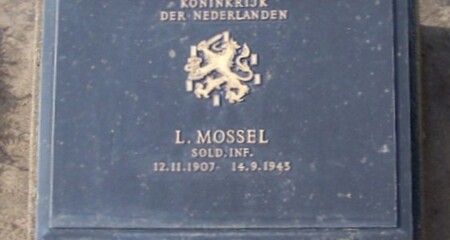 KONINKRIJK
DER NEDERLANDEN
L. MOSSEL
SOLD. INF.
12.11.1907 14.9.1943